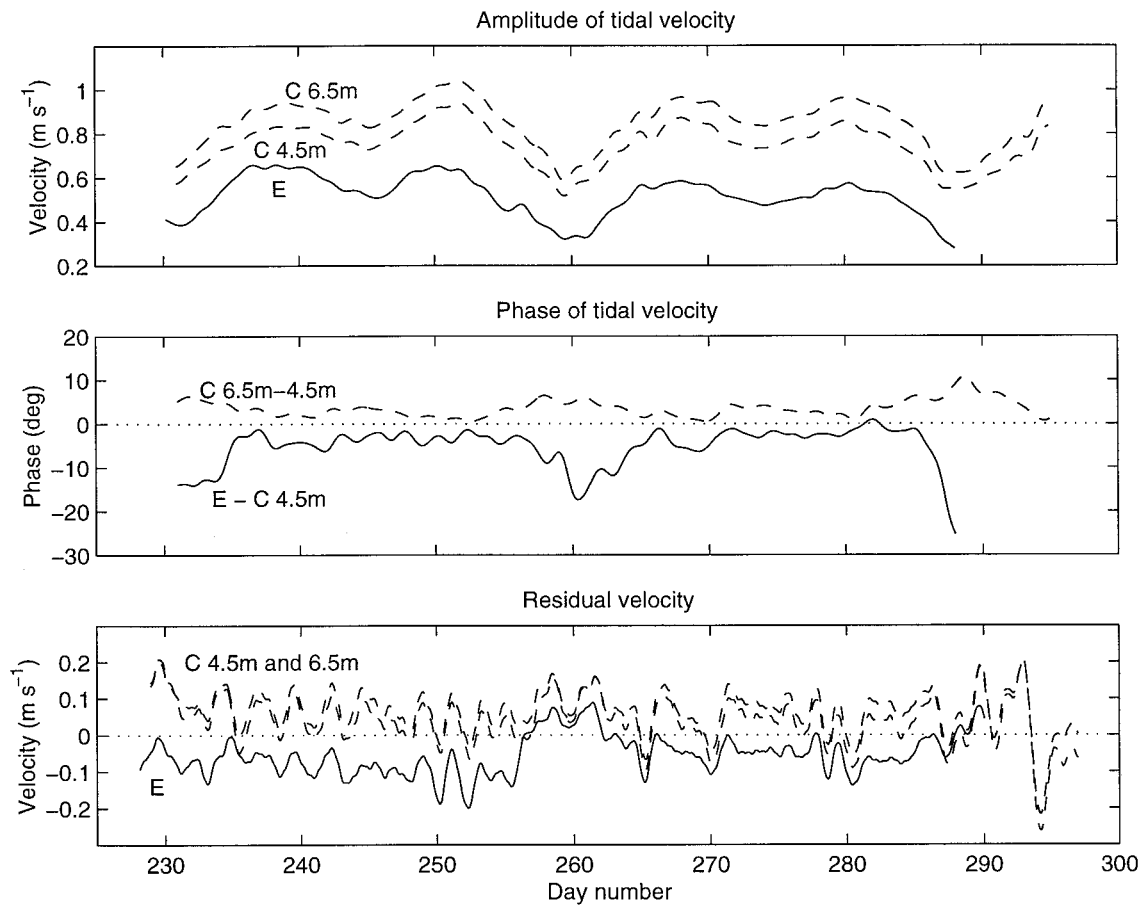 Amplitude of tidal velocity
Velocity (m s⁻¹)
1
0.8
0.6
0.4
0.2
C 6.5m
C 4.5m
E
Phase of tidal velocity
Phase (deg)
20
10
0
−10
−20
−30
C 6.5m−4.5m
E − C 4.5m
Residual velocity
Velocity (m s⁻¹)
0.2
0.1
0
−0.1
−0.2
C 4.5m and 6.5m
E
230 240 250 260 270 280 290 300
Day number